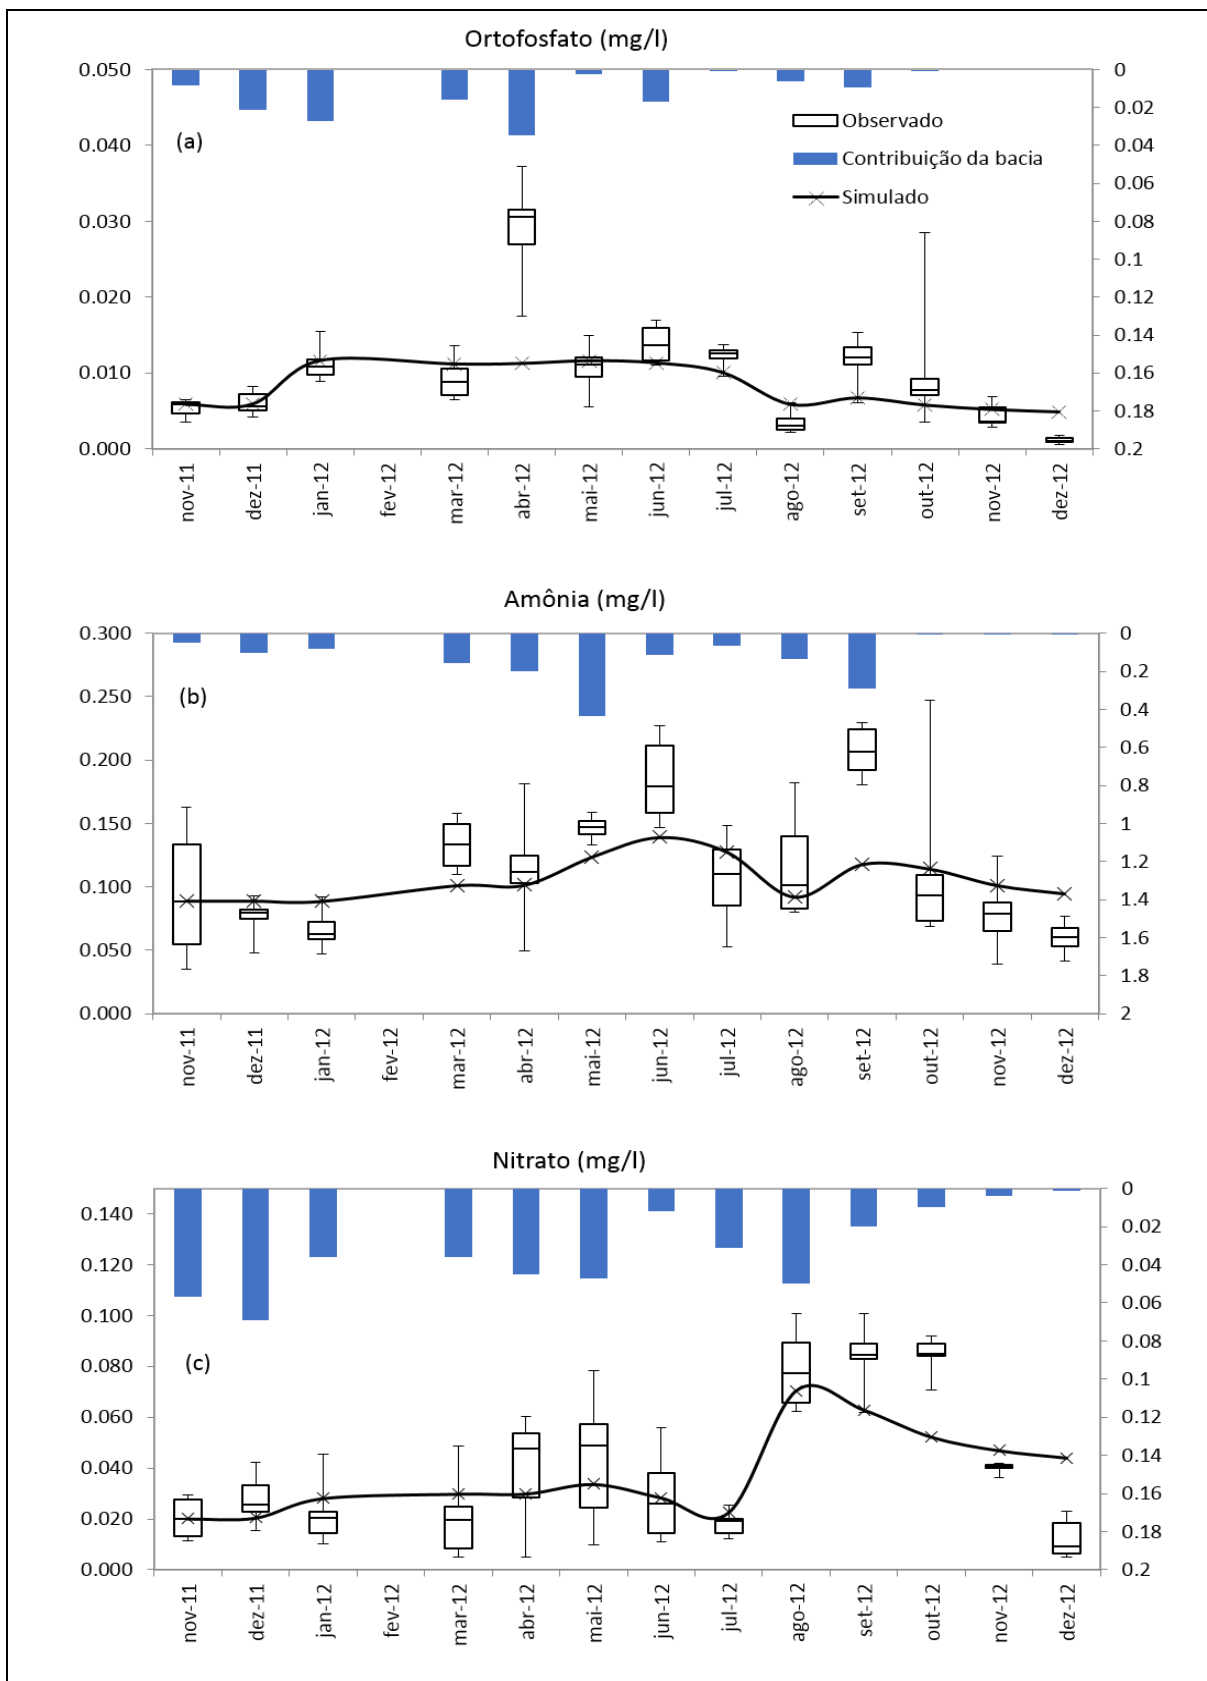 Ortofosfato (mg/l)
0.050
0.040
0.030
0.020
0.010
0.000
0
0.02
0.04
0.06
0.08
0.1
0.12
0.14
0.16
0.18
0.2
(a)
Observado
Contribuição da bacia
Simulado
nov-11
dez-11
jan-12
fev-12
mar-12
abr-12
mai-12
jun-12
jul-12
ago-12
set-12
out-12
nov-12
dez-12
Amônia (mg/l)
0.300
0.250
0.200
0.150
0.100
0.050
0.000
0
0.2
0.4
0.6
0.8
1
1.2
1.4
1.6
1.8
2
(b)
nov-11
dez-11
jan-12
fev-12
mar-12
abr-12
mai-12
jun-12
jul-12
ago-12
set-12
out-12
nov-12
dez-12
Nitrato (mg/l)
0.140
0.120
0.100
0.080
0.060
0.040
0.020
0.000
0
0.02
0.04
0.06
0.08
0.1
0.12
0.14
0.16
0.18
0.2
(c)
nov-11
dez-11
jan-12
fev-12
mar-12
abr-12
mai-12
jun-12
jul-12
ago-12
set-12
out-12
nov-12
dez-12